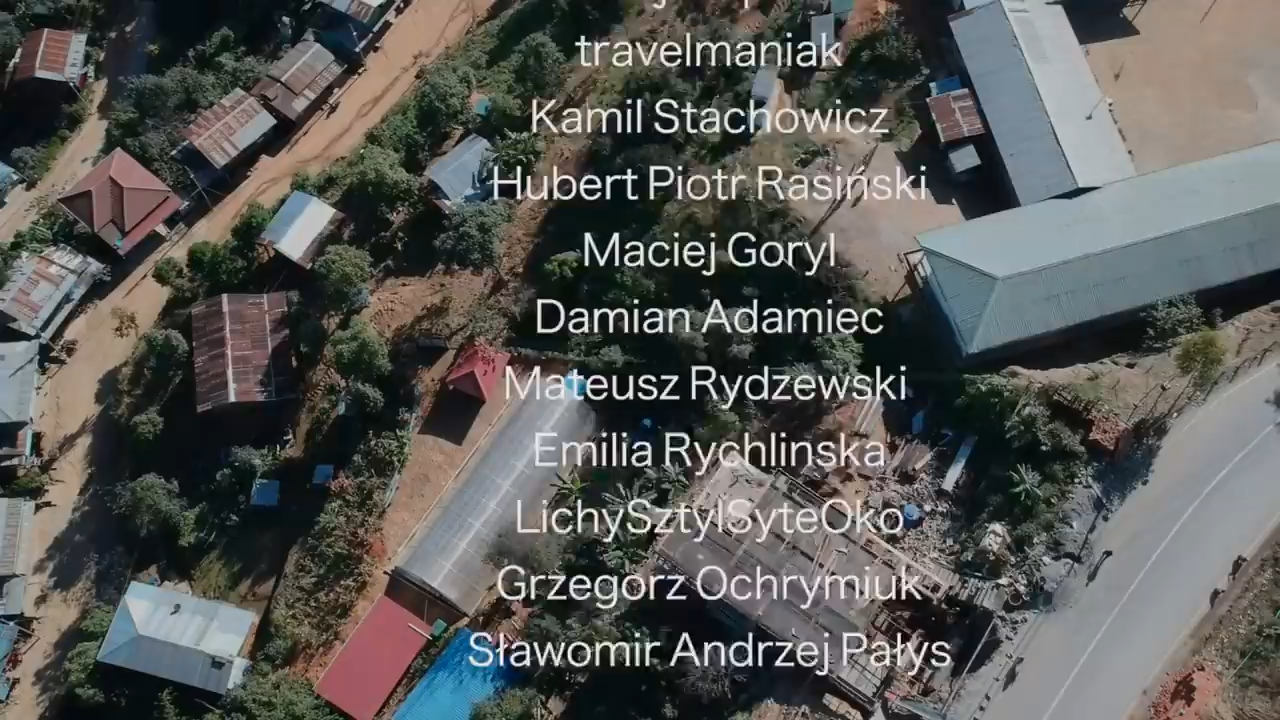 travelmaniak
Kamil Stachowicz
Hubert Piotr Rasiński
Maciej Goryl
Damian Adamiec
Mateusz Rydzewski
Emilia Rychlinska
LichySztylSyteOko
Grzegorz Ochrymiuk
Sławomir Andrzej Pałys